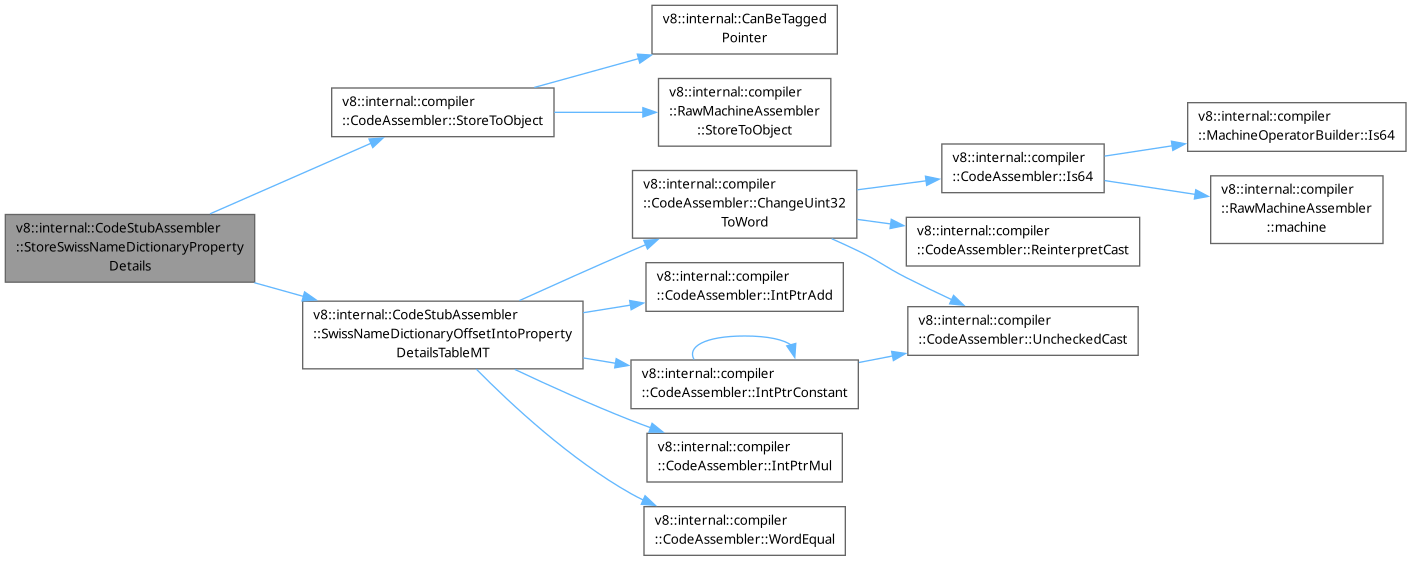 v8::internal::CodeStubAssembler
::StoreSwissNameDictionaryProperty
Details
v8::internal::compiler
::CodeAssembler::StoreToObject
v8::internal::CanBeTagged
Pointer
v8::internal::compiler
::RawMachineAssembler
::StoreToObject
v8::internal::CodeStubAssembler
::SwissNameDictionaryOffsetIntoProperty
DetailsTableMT
v8::internal::compiler
::CodeAssembler::ChangeUint32
ToWord
v8::internal::compiler
::CodeAssembler::Is64
v8::internal::compiler
::MachineOperatorBuilder::Is64
v8::internal::compiler
::RawMachineAssembler
::machine
v8::internal::compiler
::CodeAssembler::ReinterpretCast
v8::internal::compiler
::CodeAssembler::UncheckedCast
v8::internal::compiler
::CodeAssembler::IntPtrAdd
v8::internal::compiler
::CodeAssembler::IntPtrConstant
v8::internal::compiler
::CodeAssembler::IntPtrMul
v8::internal::compiler
::CodeAssembler::WordEqual